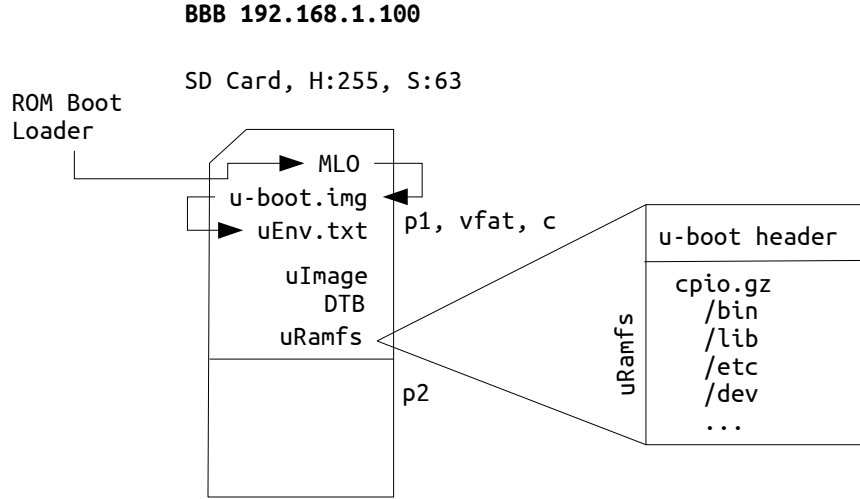 BBB 192.168.1.100
SD Card, H:255, S:63
ROM Boot
Loader
MLO
u-boot.img
uEnv.txt
p1, vfat, c
uImage
DTB
uRamfs
p2
uRamfs
u-boot header
cpio.gz
/bin
/lib
/etc
/dev
...